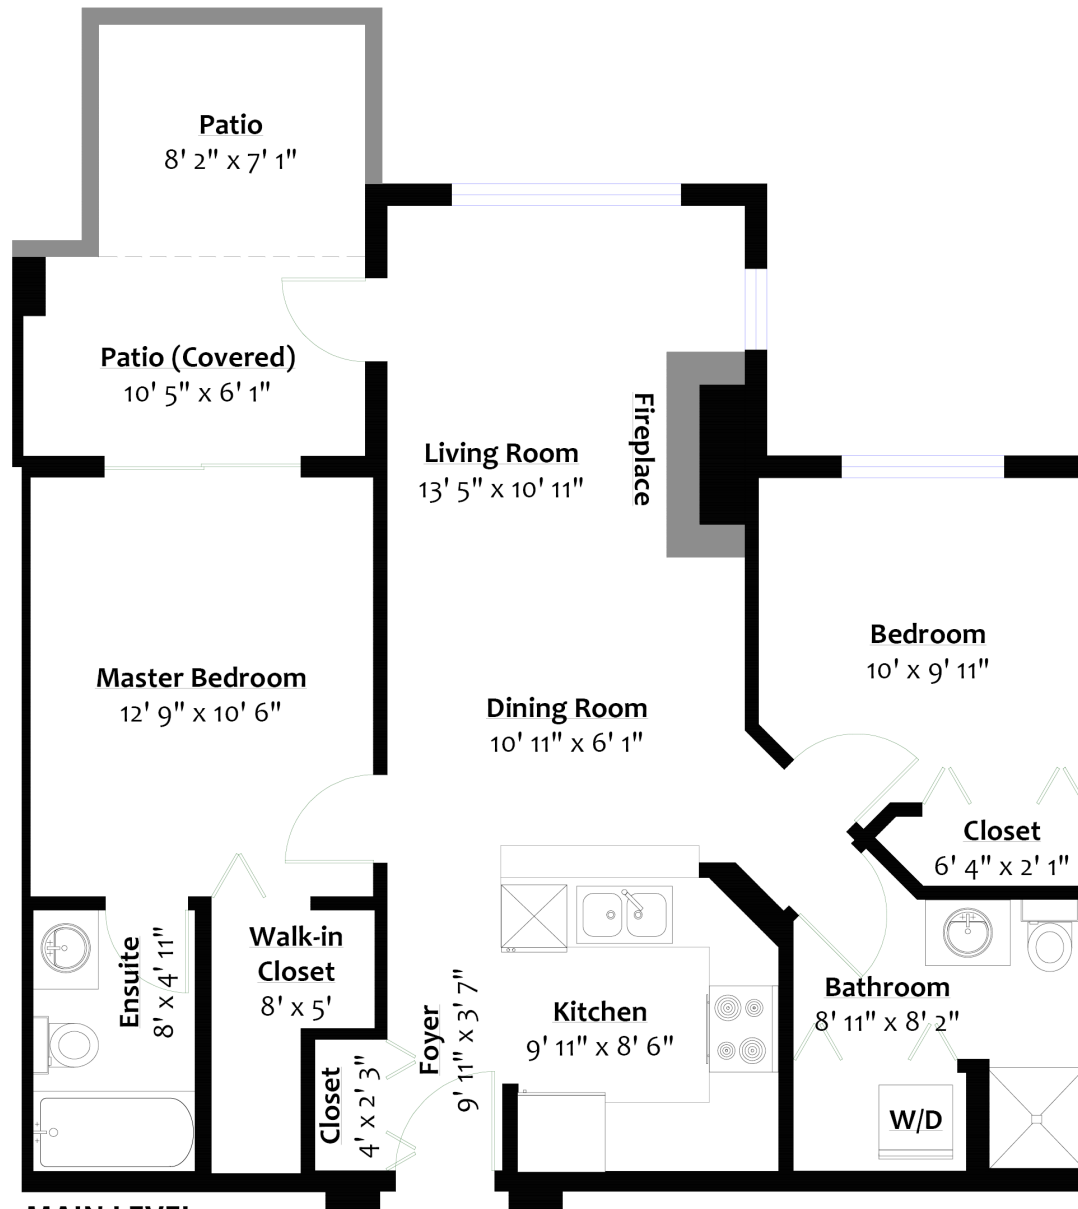 Patio
8' 2" x 7' 1"
Patio (Covered)
10' 5" x 6' 1"
Fireplace
Living Room
13' 5" x 10' 11"
Bedroom
10' x 9' 11"
Master Bedroom
12' 9" x 10' 6"
Dining Room
10' 11" x 6' 1"
Closet
6' 4" x 2' 1"
Ensuite
8' x 4' 11"
Walk-in
Closet
8' x 5'
Foyer
9' 11" x 3' 7"
Kitchen
9' 11" x 8' 6"
Bathroom
8' 11" x 8' 2"
Closet
4' x 2' 3"
W/D
MAIN LEVEL